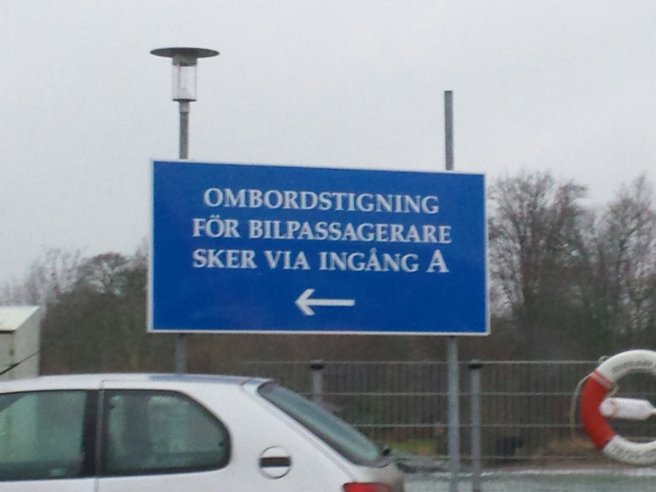 OMBORDSTIGNING
FÖR BILPASSAGERARE
SKER VIA INGÅNG A